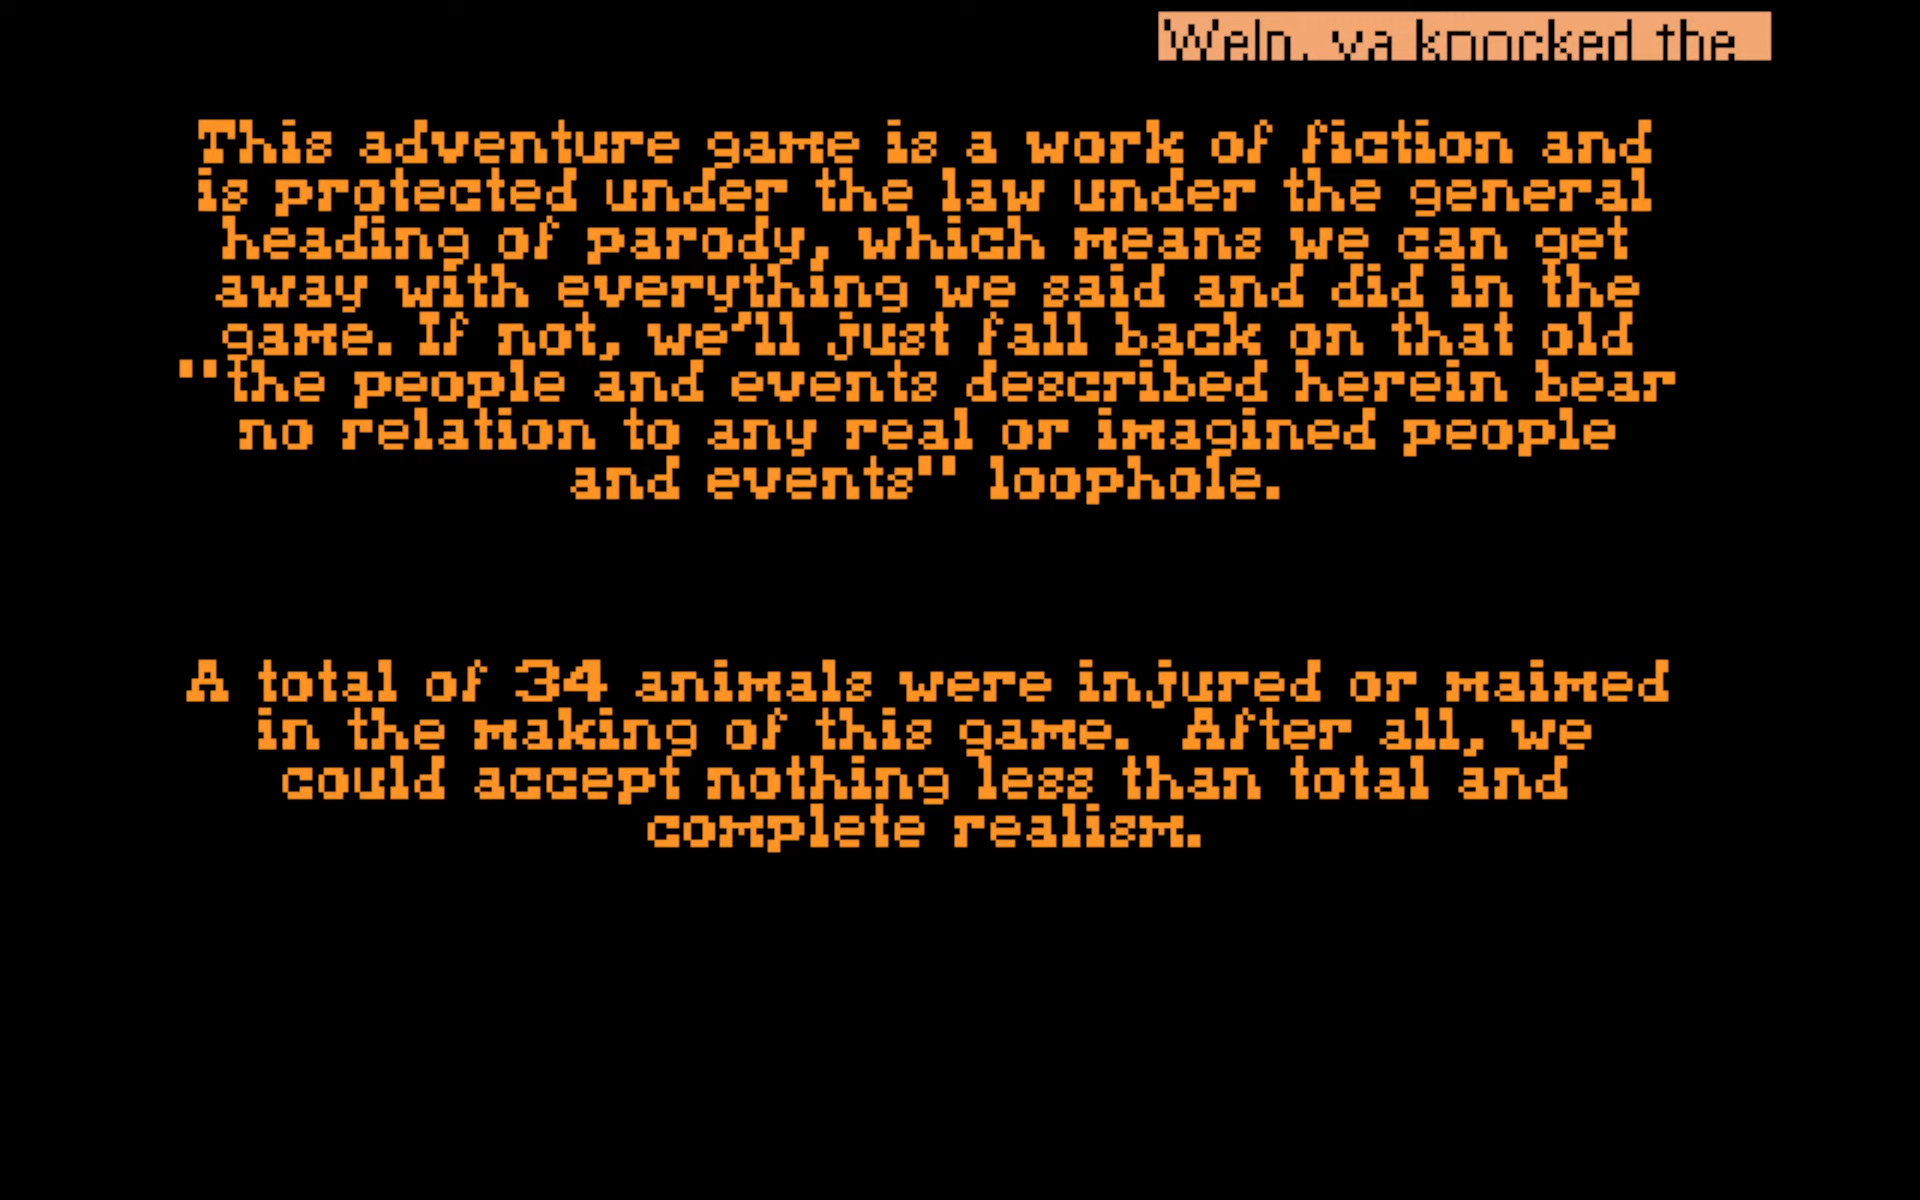 Weln, ya knocked the
This adventure game is a work of fiction and
is protected under the law under the general
heading of parody, which means we can get
away with everything we said and did in the
game. If not, we'll just fall back on that old
"the people and events described herein bear
no relation to any real or imagined people
and events" loophole.
A total of 34 animals were injured or maimed
in the making of this game. After all, we
could accept nothing less than total and
complete realism.